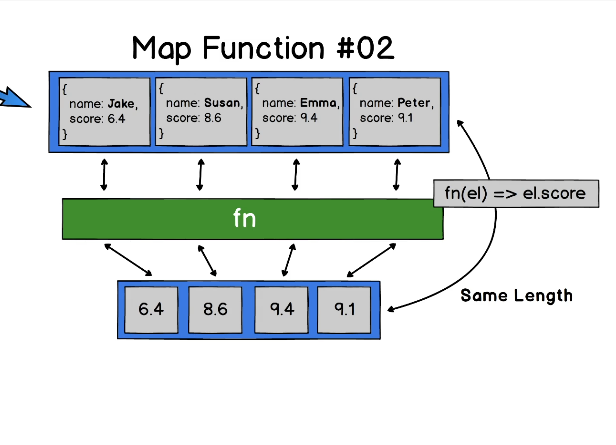 Map Function #02
{
name: Jake,
score: 6.4
}
{
name: Susan,
score: 8.6
}
{
name: Emma,
score: 9.4
}
{
name: Peter,
score: 9.1
}
fn(el) => el.score
fn
6.4
8.6
9.4
9.1
Same Length